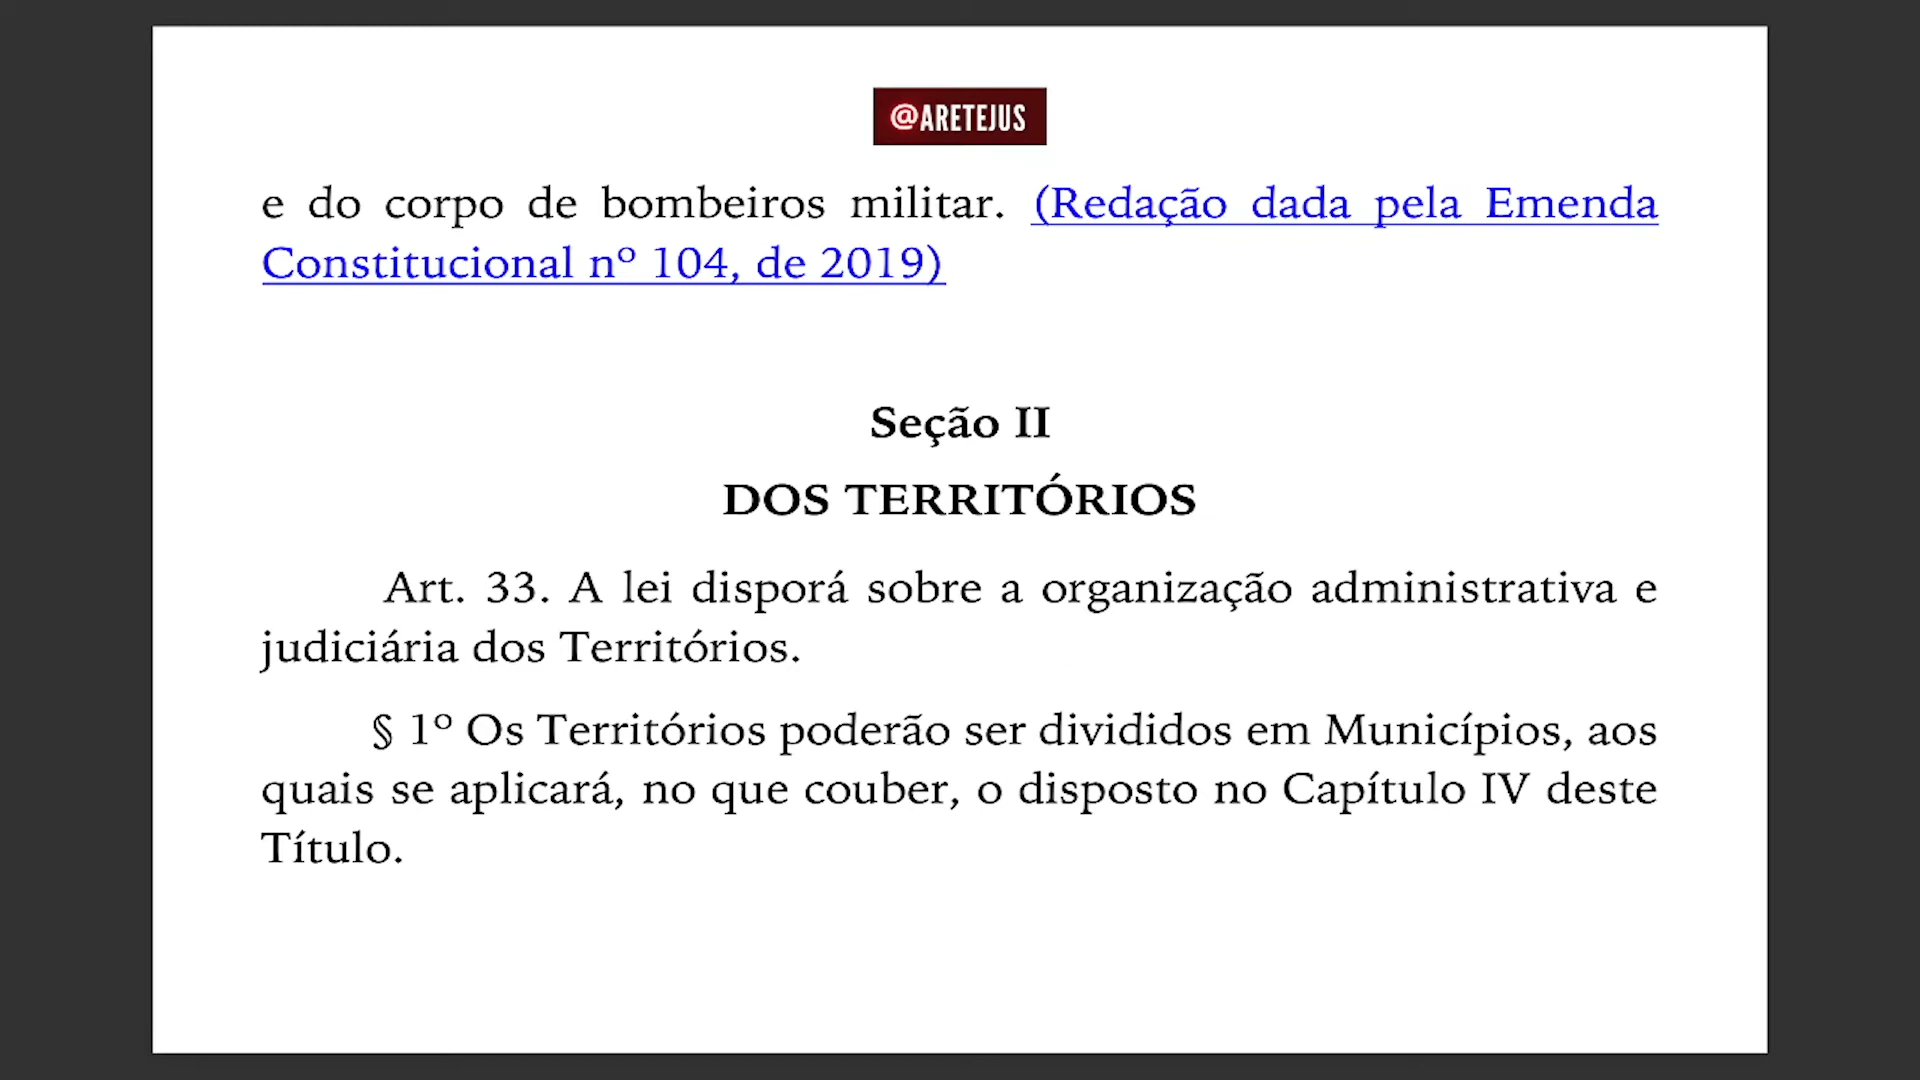 @ARETEJUS
e do corpo de bombeiros militar. (Redação dada pela Emenda
Constitucional nº 104, de 2019)
Seção II
DOS TERRITÓRIOS
Art. 33. A lei disporá sobre a organização administrativa e
judiciária dos Territórios.
§ 1º Os Territórios poderão ser divididos em Municípios, aos
quais se aplicará, no que couber, o disposto no Capítulo IV deste
Título.